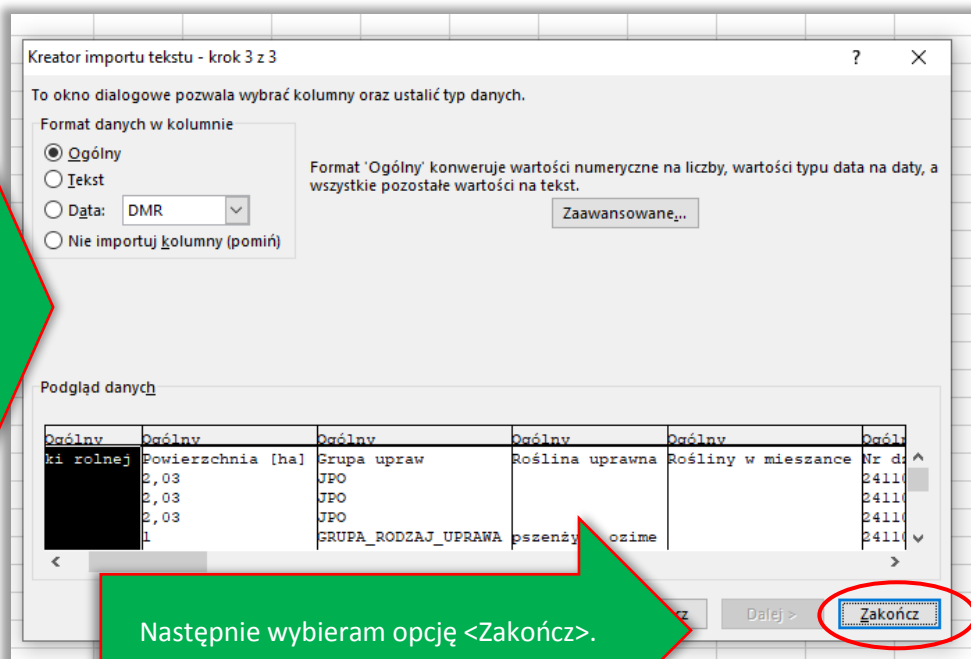 Kreator importu tekstu - krok 3 z 3 ? ×
To okno dialogowe pozwala wybrać kolumny oraz ustalić typ danych.
Format danych w kolumnie
Ogólny
Tekst
Data: DMR
Nie importuj kolumny (pomiń)
Format 'Ogólny' konweruje wartości numeryczne na liczby, wartości typu data na daty, a
wszystkie pozostałe wartości na tekst.
Zaawansowane...
Podgląd danych
Ogólny Ogólny Ogólny Ogólny Ogólny
ki rolnej Powierzchnia [ha] Grupa upraw Roślina uprawna Rośliny w mieszance Nr
2,03 JPO
2,03 JPO
2,03 JPO
1 GRUPA_RODZAJ_UPRAWA ozime
Dalej > Zakończ
Następnie wybieram opcję <Zakończ>.